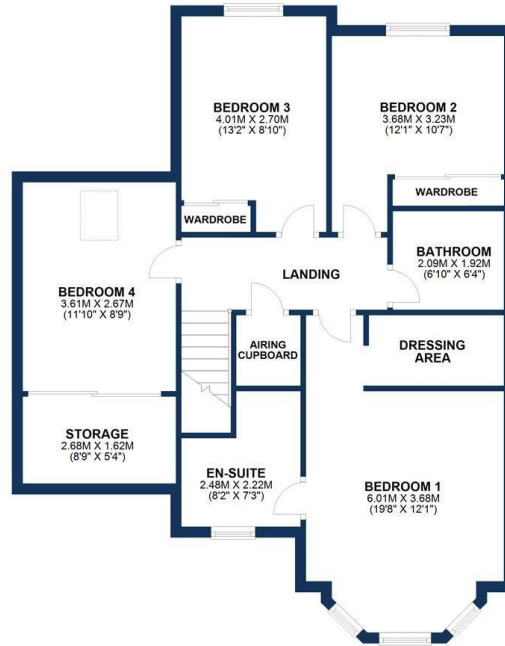 BEDROOM 3
4.01M X 2.70M
(13'2" X 8'10")
BEDROOM 2
3.68M X 3.23M
(12'1" X 10'7")
WARDROBE
WARDROBE
BATHROOM
2.09M X 1.92M
(6'10" X 6'4")
LANDING
BEDROOM 4
3.61M X 2.67M
(11'10" X 8'9")
AIRING
CUPBOARD
DRESSING
AREA
STORAGE
2.68M X 1.62M
(8'9" X 5'4")
EN-SUITE
2.48M X 2.22M
(8'2" X 7'3")
BEDROOM 1
6.01M X 3.68M
(19'8" X 12'1")